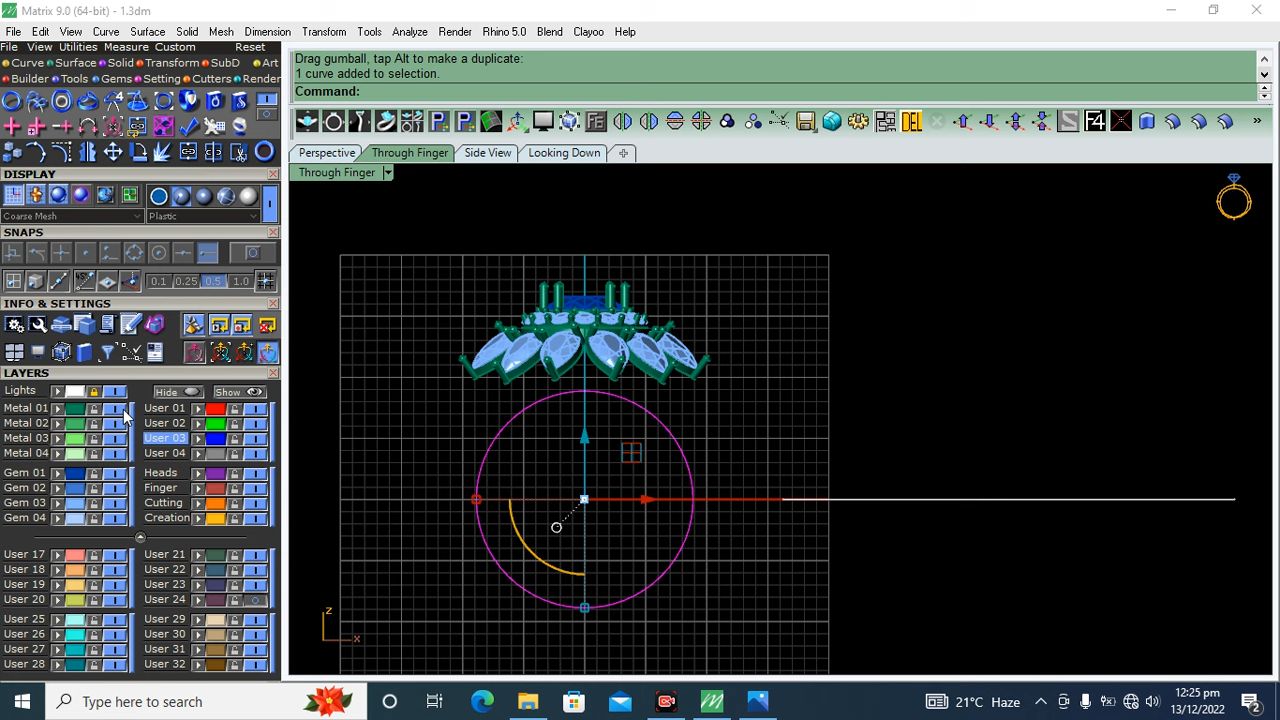 Matrix 9.0 (64-bit) - 1.3dm
File Edit View Curve Surface Solid Mesh Dimension Transform Tools Analyze Render Rhino 5.0 Blend Clayoo Help
File View Utilities Measure Custom Reset
Curve Surface Solid Transform SubD Art
Builder Tools Gems Setting Cutters Render
Drag gumball, tap Alt to make a duplicate:
1 curve added to selection.
Command:
DEL F4
Perspective Through Finger Side View Looking Down
Through Finger
DISPLAY
Coarse Mesh Plastic
SNAPS
0.1 0.25 0.5 1.0
INFO & SETTINGS
LAYERS
Lights Hide Show
Metal 01 User 01
Metal 02 User 02
Metal 03 User 03
Metal 04 User 04
Gem 01 Heads
Gem 02 Finger
Gem 03 Cutting
Gem 04 Creation
User 17 User 21
User 18 User 22
User 19 User 23
User 20 User 24
User 25 User 29
User 26 User 30
User 27 User 31
User 28 User 32
z
x
Type here to search
21°C Haze
12:25 pm
13/12/2022
2